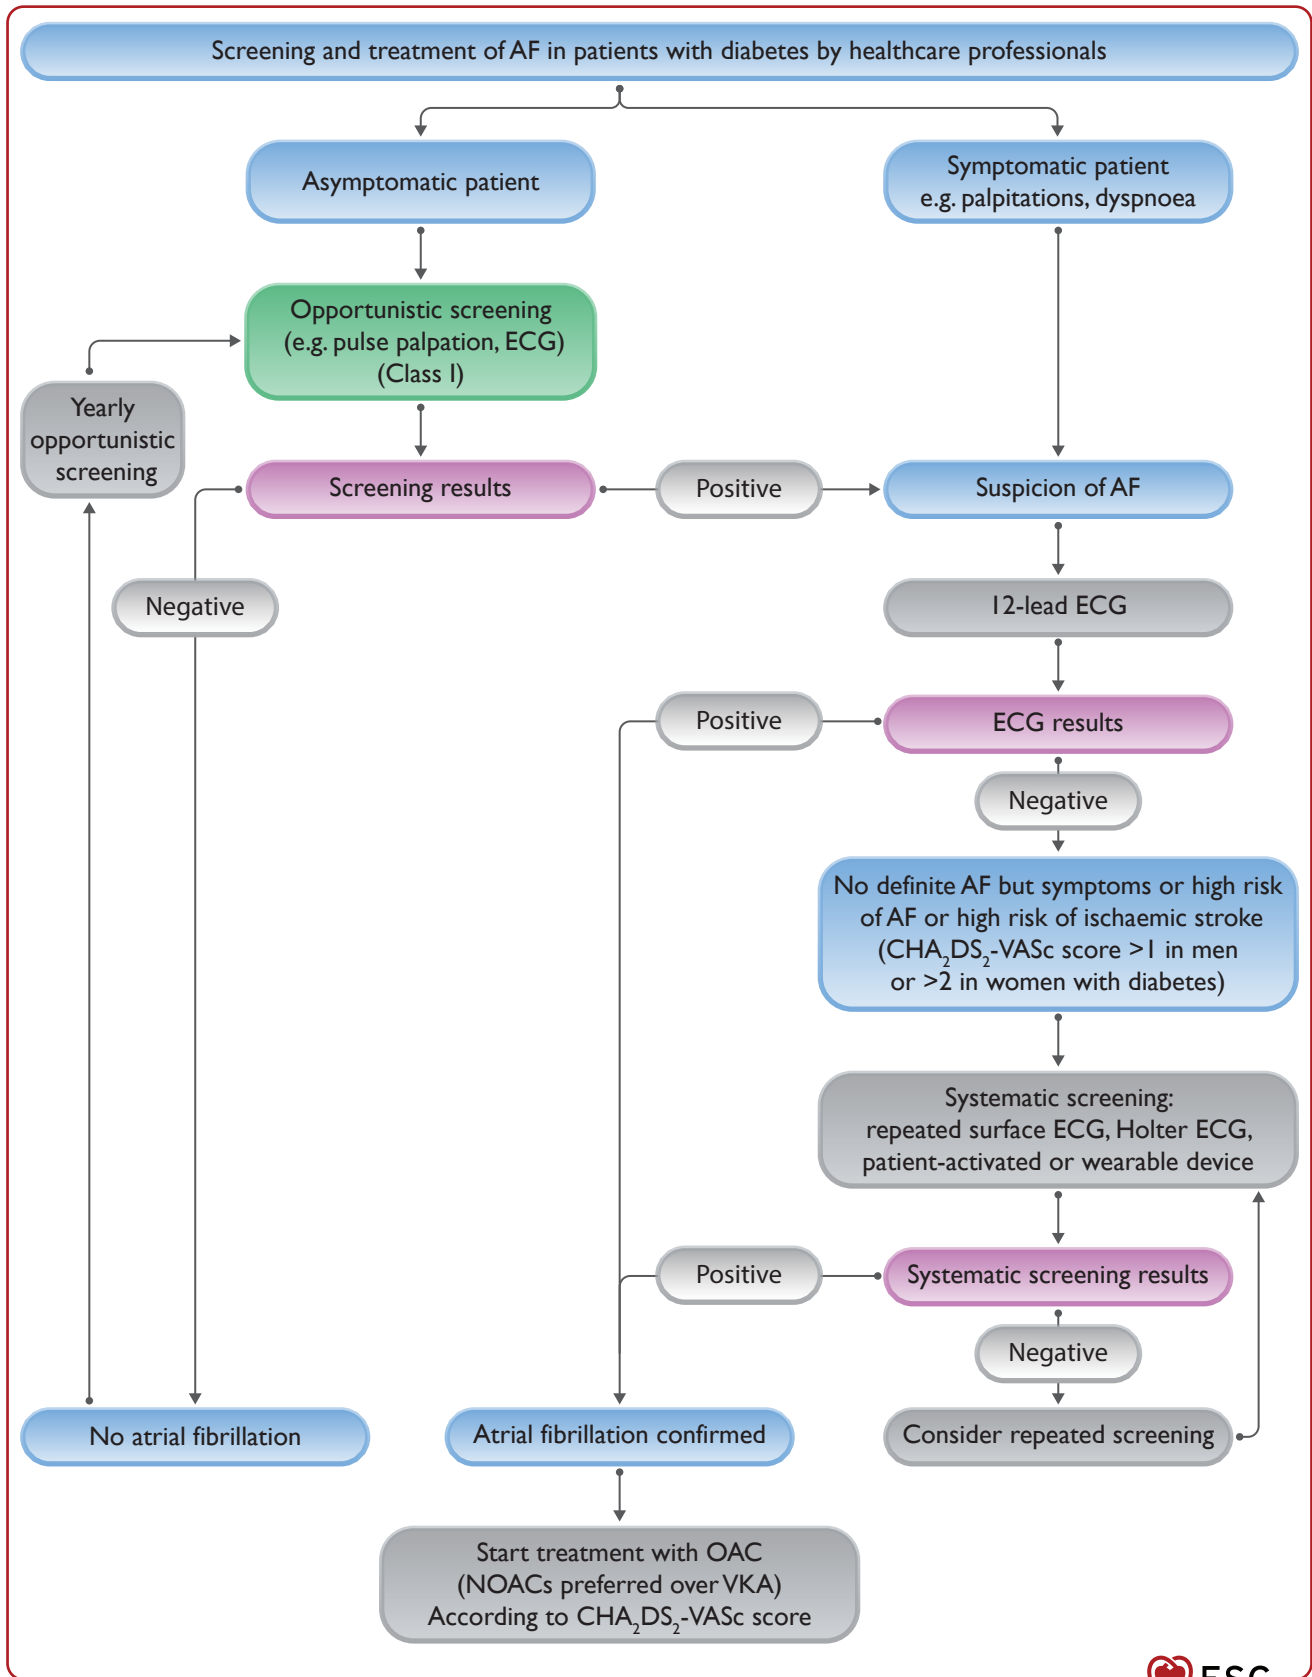 Screening and treatment of AF in patients with diabetes by healthcare professionals
Asymptomatic patient
Symptomatic patient
e.g. palpitations, dyspnoea
Opportunistic screening
(e.g. pulse palpation, ECG)
(Class I)
Yearly
opportunistic
screening
Screening results
Positive
Suspicion of AF
Negative
12-lead ECG
Positive
ECG results
Negative
No definite AF but symptoms or high risk
of AF or high risk of ischaemic stroke
(CHA₂DS₂-VASc score >1 in men
or >2 in women with diabetes)
Systematic screening:
repeated surface ECG, Holter ECG,
patient-activated or wearable device
Positive
Systematic screening results
Negative
No atrial fibrillation
Atrial fibrillation confirmed
Consider repeated screening
Start treatment with OAC
(NOACs preferred over VKA)
According to CHA₂DS₂-VASc score
ESC